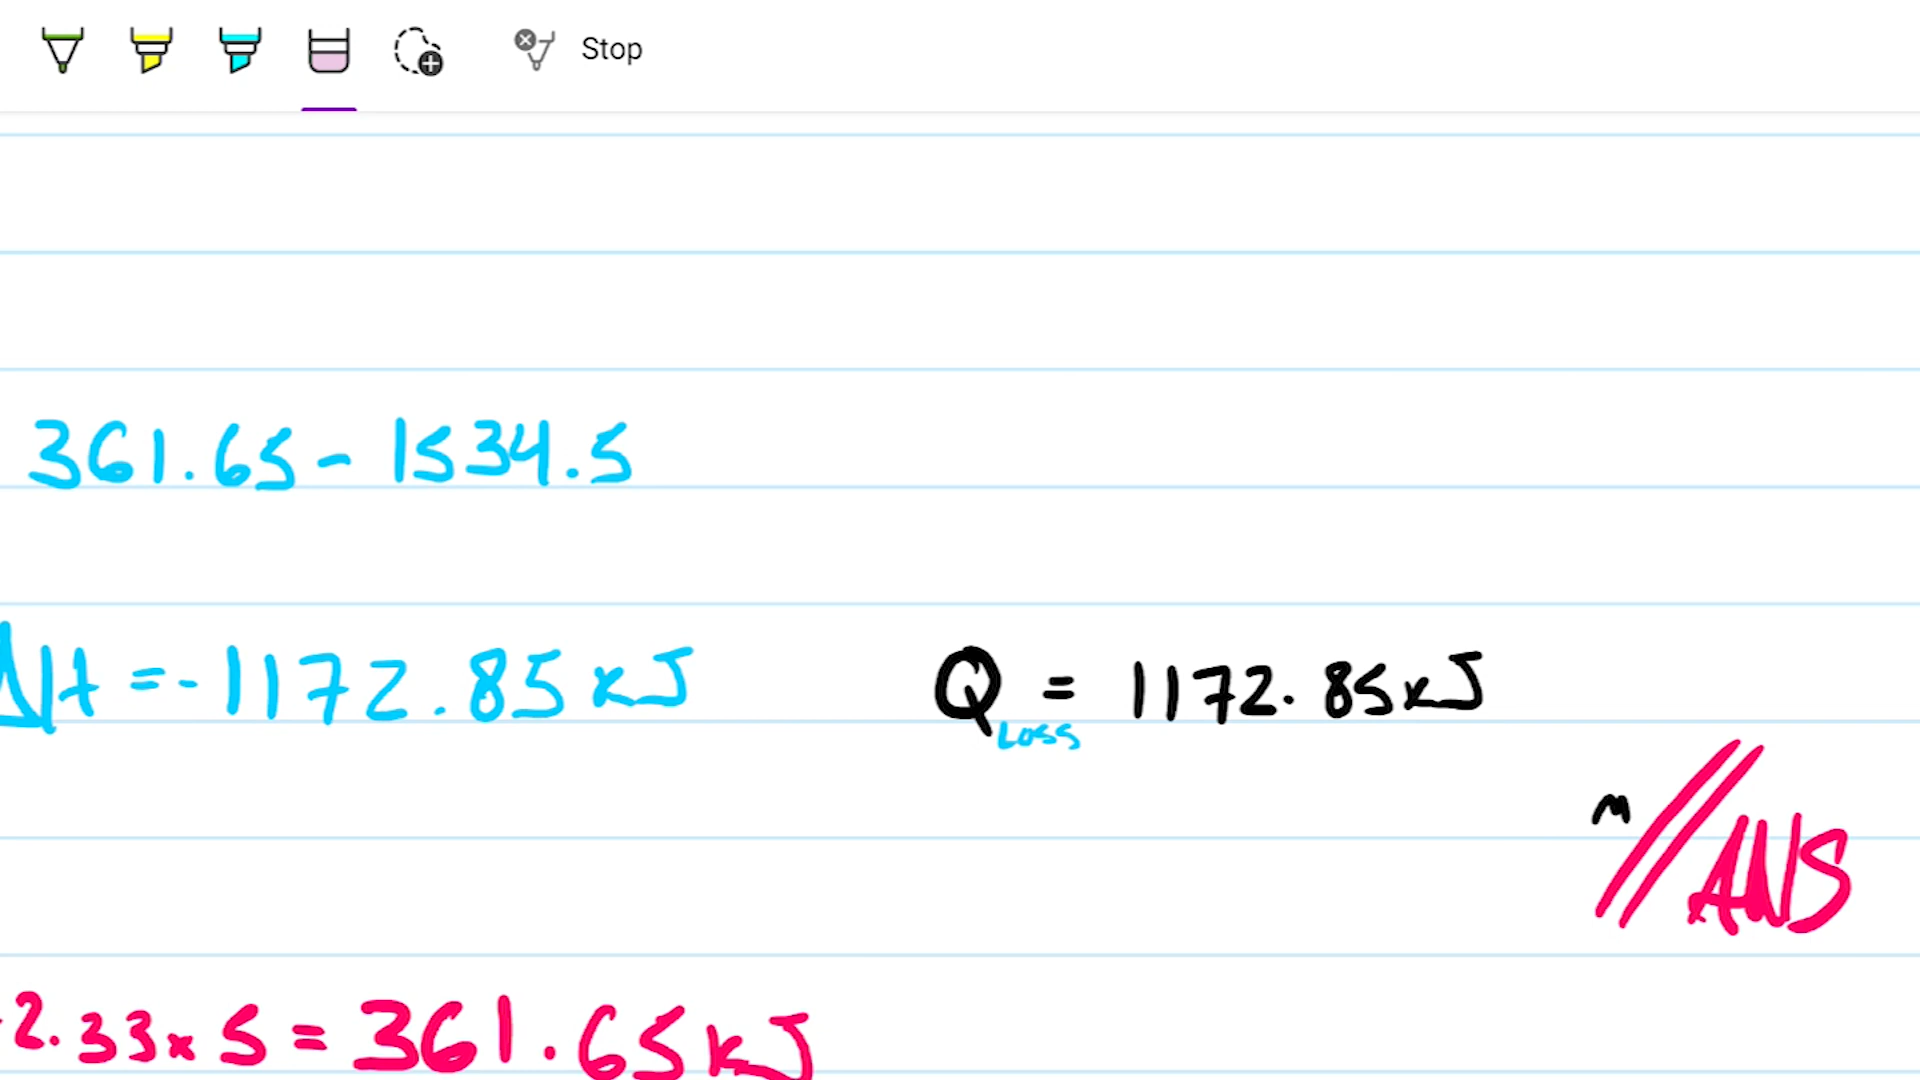 Stop
361.65 - 1534.5
ΔH = - 1172.85 kJ
Q Loss = 1172.85 kJ
// ANS
2.33 x 5 = 361.65 kJ